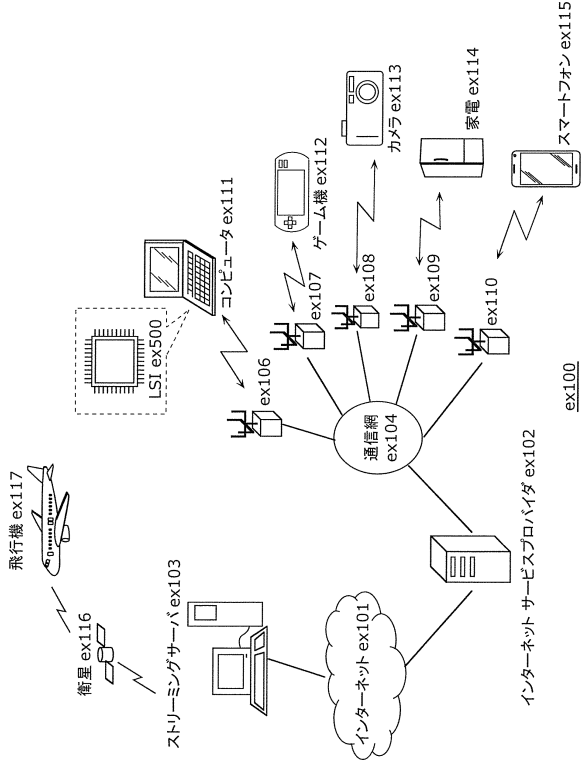 飛行機 ex117
衛星 ex116
ストリーミングサーバ ex103
インターネット ex101
インターネット サービスプロバイダ ex102
通信網
ex104
LSI ex500
コンピュータ ex111
ゲーム機 ex112
カメラ ex113
家電 ex114
スマートフォン ex115
ex106
ex107
ex108
ex109
ex110
ex100